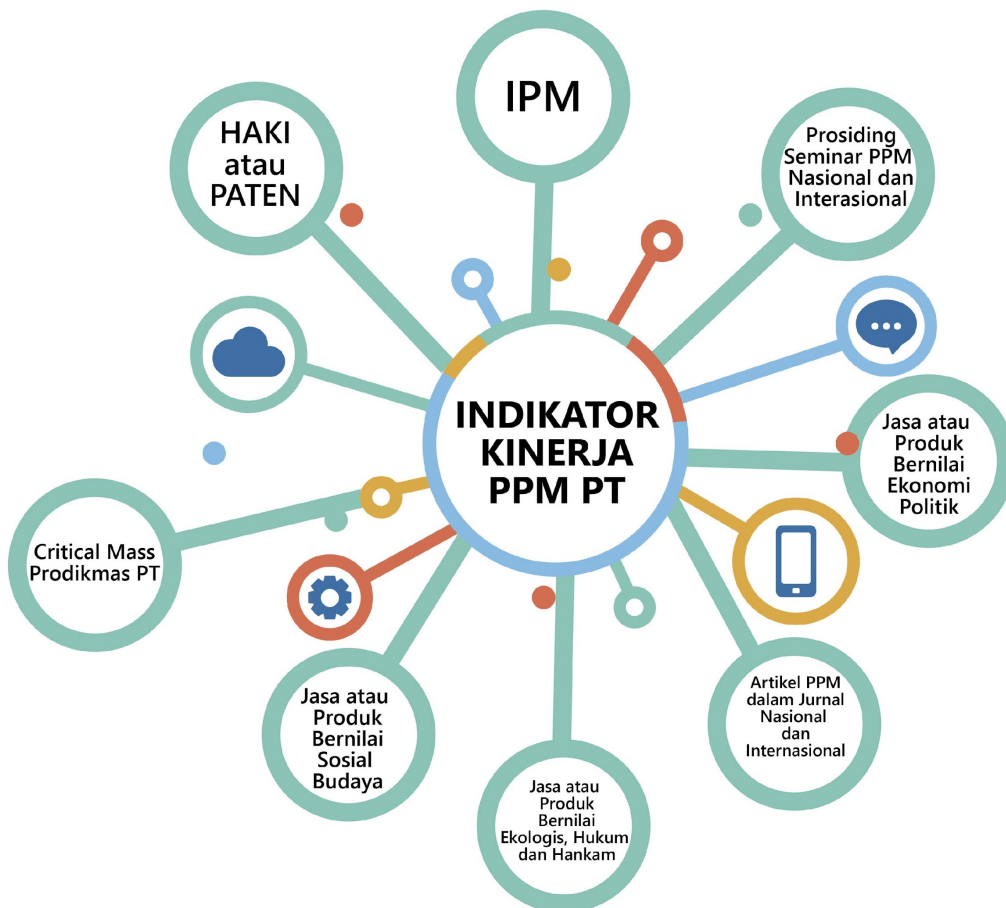 IPM
HAKI
atau
PATEN
Prosiding
Seminar PPM
Nasional dan
Interasional
INDIKATOR
KINERJA
PPM PT
Jasa atau
Produk
Bernilai
Ekonomi
Politik
Critical Mass
Prodikmas PT
Jasa atau
Produk
Bernilai
Sosial
Budaya
Artikel PPM
dalam Jurnal
Nasional
dan
Internasional
Jasa atau
Produk
Bernilai
Ekologis, Hukum
dan Hankam